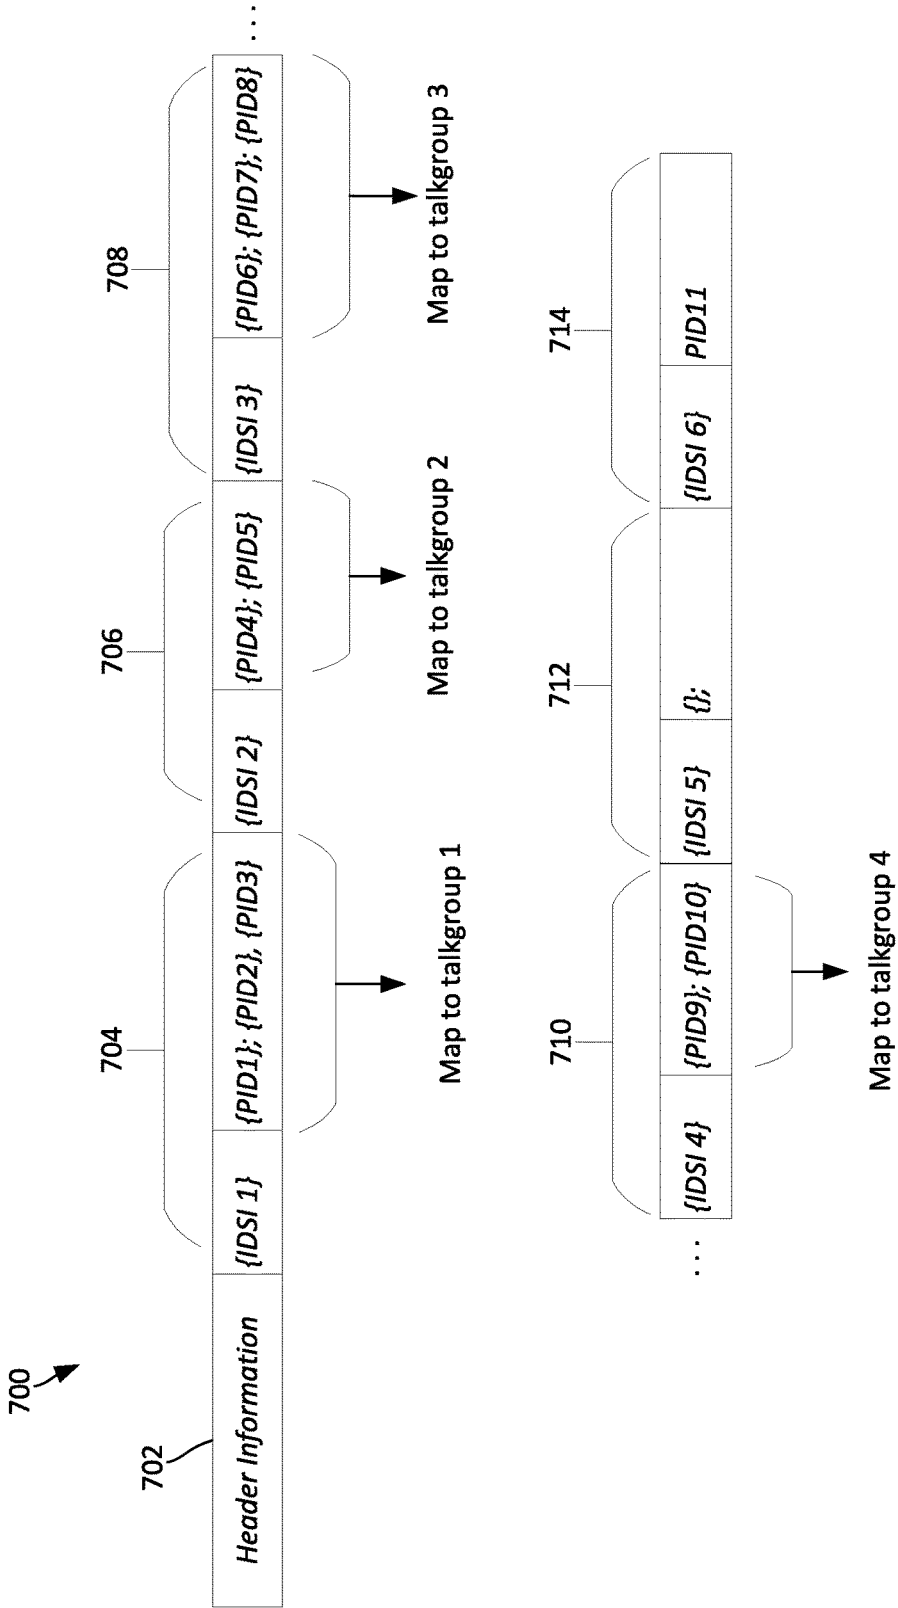 700
702
704
706
708
Header Information
{IDSI 1}
{PID1}; {PID2}, {PID3}
{IDSI 2}
{PID4}; {PID5}
{IDSI 3}
{PID6}; {PID7}; {PID8}
...
Map to talkgroup 1
Map to talkgroup 2
Map to talkgroup 3
710
712
714
...
{IDSI 4}
{PID9}; {PID10}
{IDSI 5}
{};
{IDSI 6}
PID11
Map to talkgroup 4